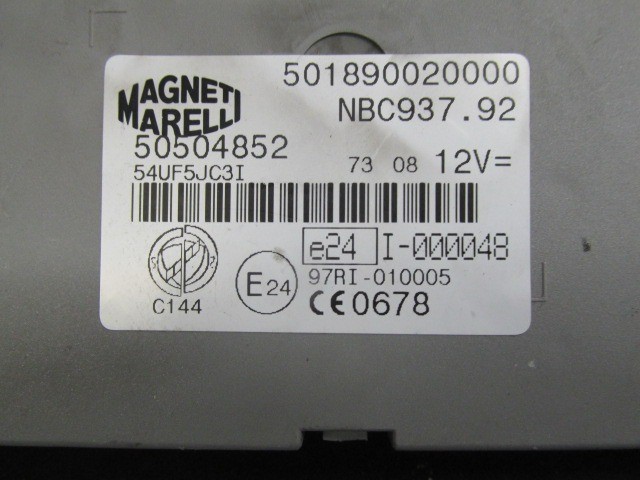 501890020000
MAGNETI
MARELLI
NBC937.92
50504852
73 08 12V=
54UF5JC3I
e24 I-000048
E24
97RI-010005
C144
CE0678